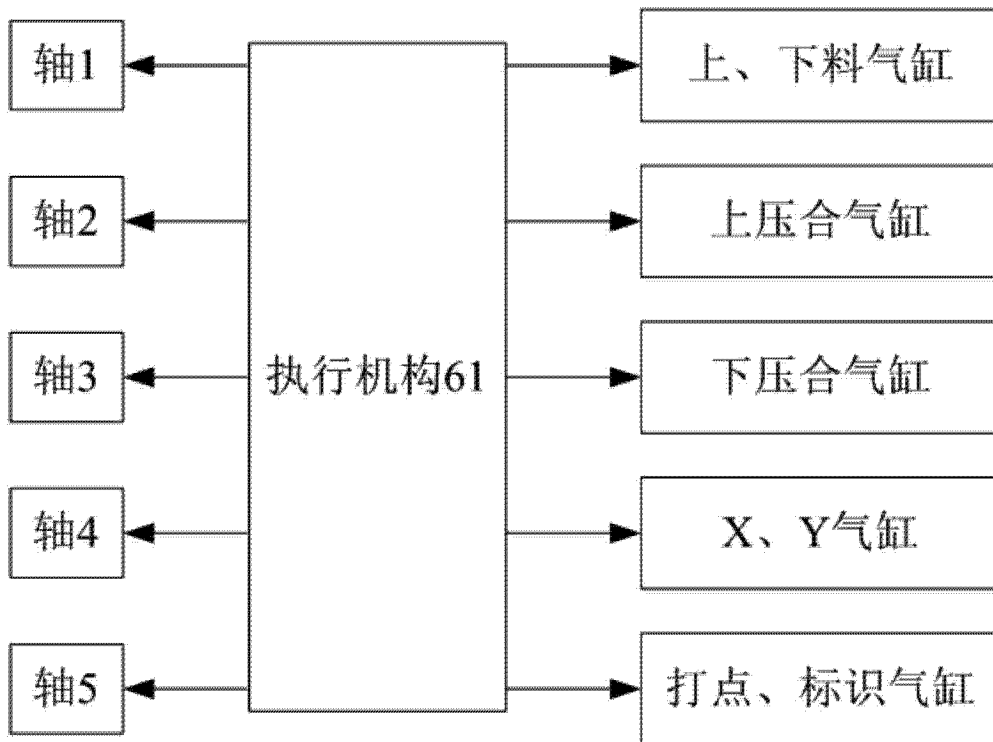 轴1
上、下料气缸
轴2
上压合气缸
轴3
执行机构61
下压合气缸
轴4
X、Y气缸
轴5
打点、标识气缸